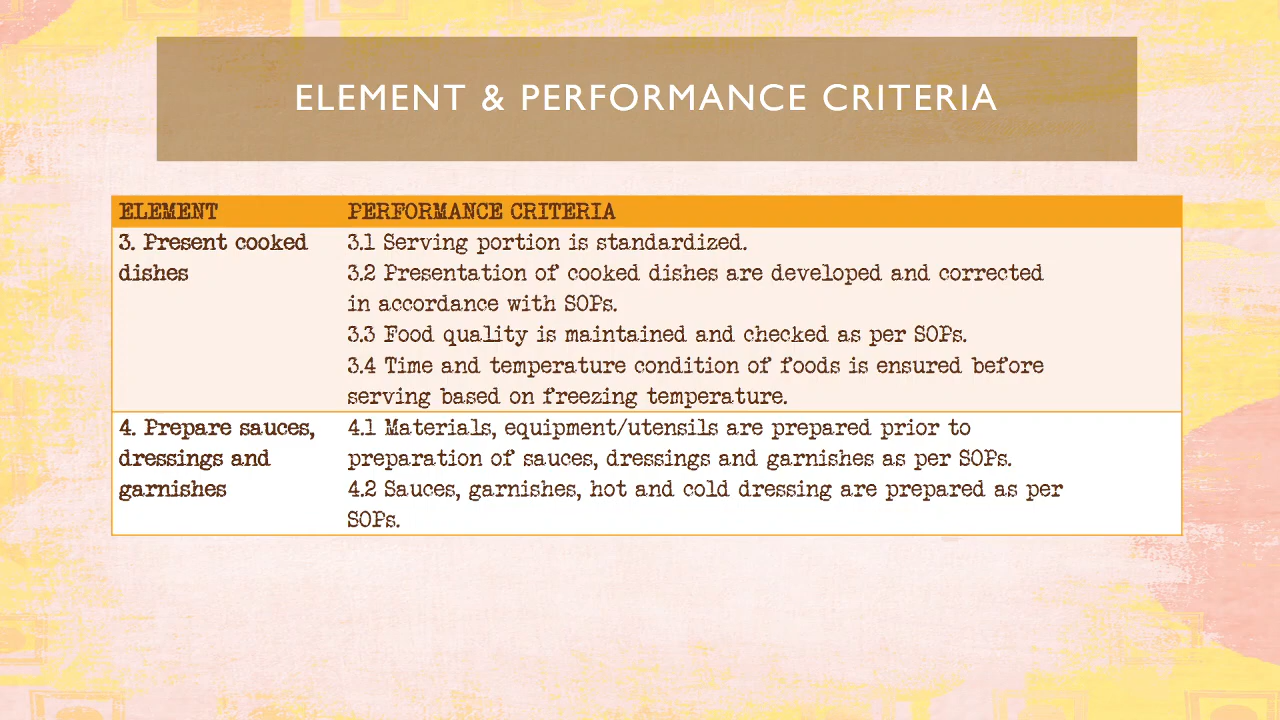 ELEMENT & PERFORMANCE CRITERIA
ELEMENT PERFORMANCE CRITERIA
3. Present cooked
dishes
3.1 Serving portion is standardized.
3.2 Presentation of cooked dishes are developed and corrected
in accordance with SOPs.
3.3 Food quality is maintained and checked as per SOPs.
3.4 Time and temperature condition of foods is ensured before
serving based on freezing temperature.
4. Prepare sauces,
dressings and
garnishes
4.1 Materials, equipment/utensils are prepared prior to
preparation of sauces, dressings and garnishes as per SOPs.
4.2 Sauces, garnishes, hot and cold dressing are prepared as per
SOPs.